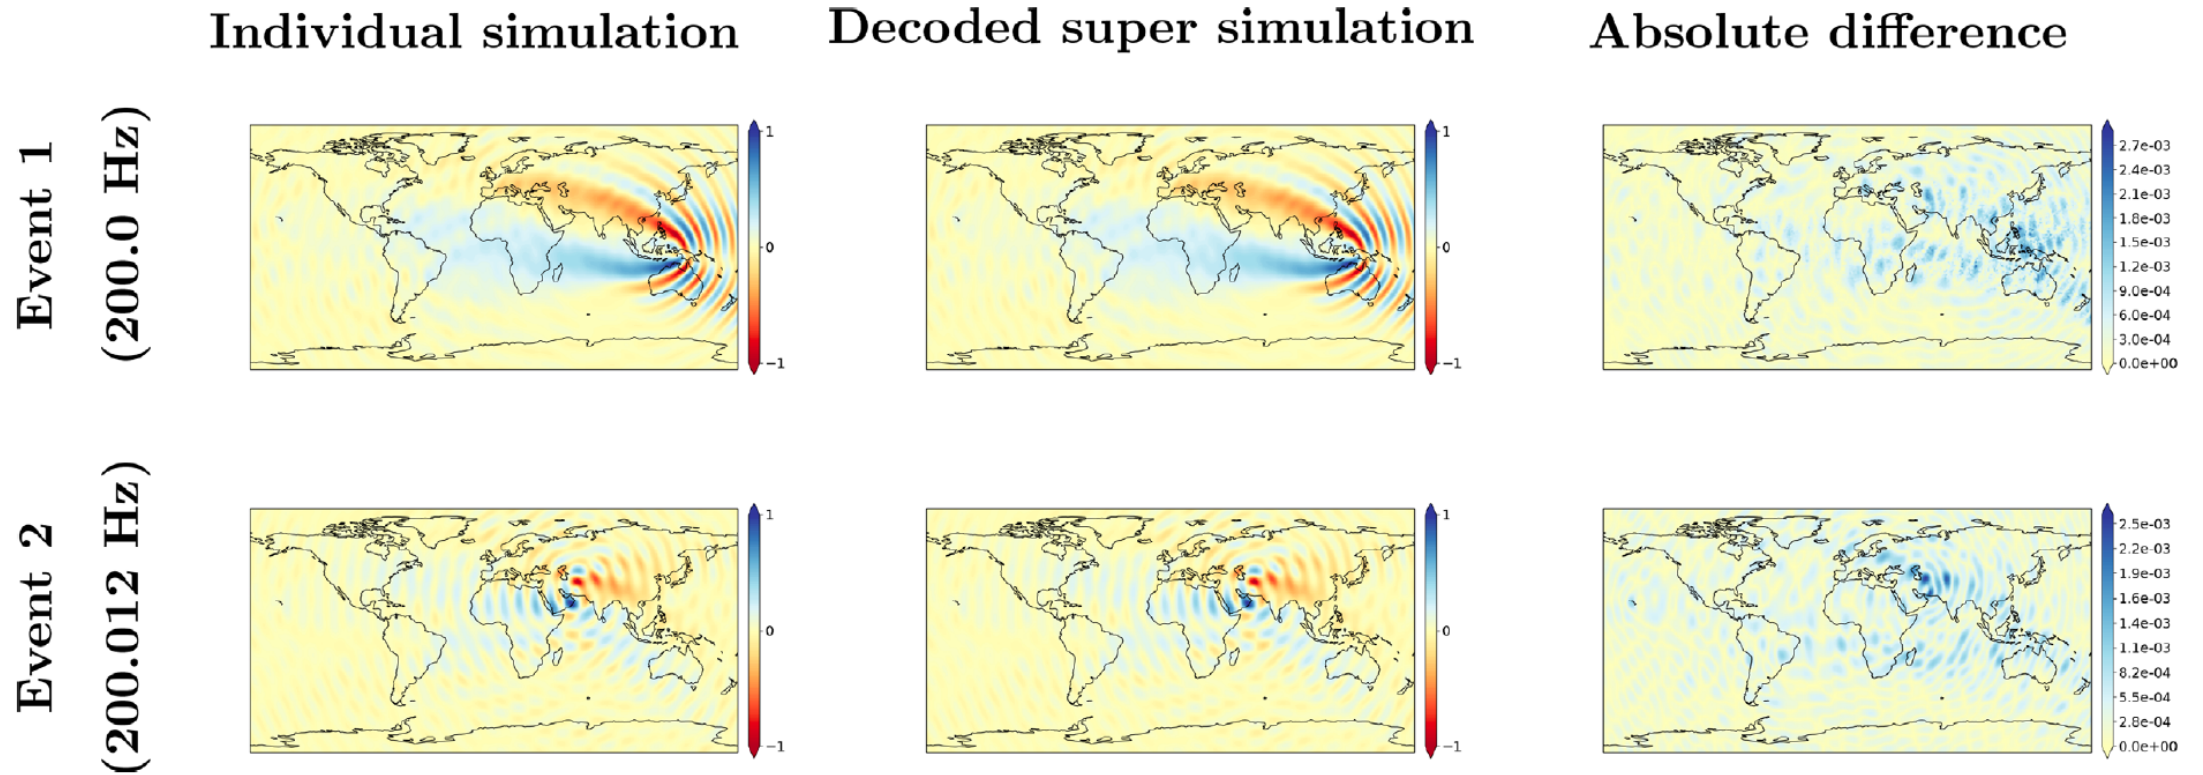 Individual simulation
Decoded super simulation
Absolute difference
Event 1
(200.0 Hz)
1
0
−1
1
0
−1
2.7e-03
2.4e-03
2.1e-03
1.8e-03
1.5e-03
1.2e-03
9.0e-04
6.0e-04
3.0e-04
0.0e+00
Event 2
(200.012 Hz)
1
0
−1
1
0
−1
2.5e-03
2.2e-03
1.9e-03
1.6e-03
1.4e-03
1.1e-03
8.2e-04
5.5e-04
2.8e-04
0.0e+00